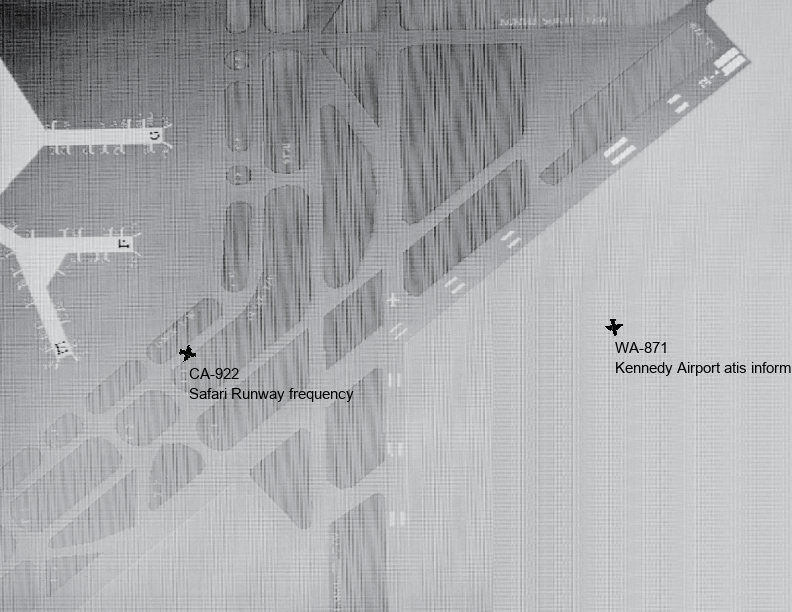 G
F
E
CA-922
Safari Runway frequency
WA-871
Kennedy Airport atis inform